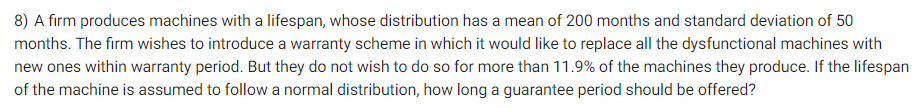 8) A firm produces machines with a lifespan, whose distribution has a mean of 200 months and standard deviation of 50
months. The firm wishes to introduce a warranty scheme in which it would like to replace all the dysfunctional machines with
new ones within warranty period. But they do not wish to do so for more than 11.9% of the machines they produce. If the lifespan
of the machine is assumed to follow a normal distribution, how long a guarantee period should be offered?